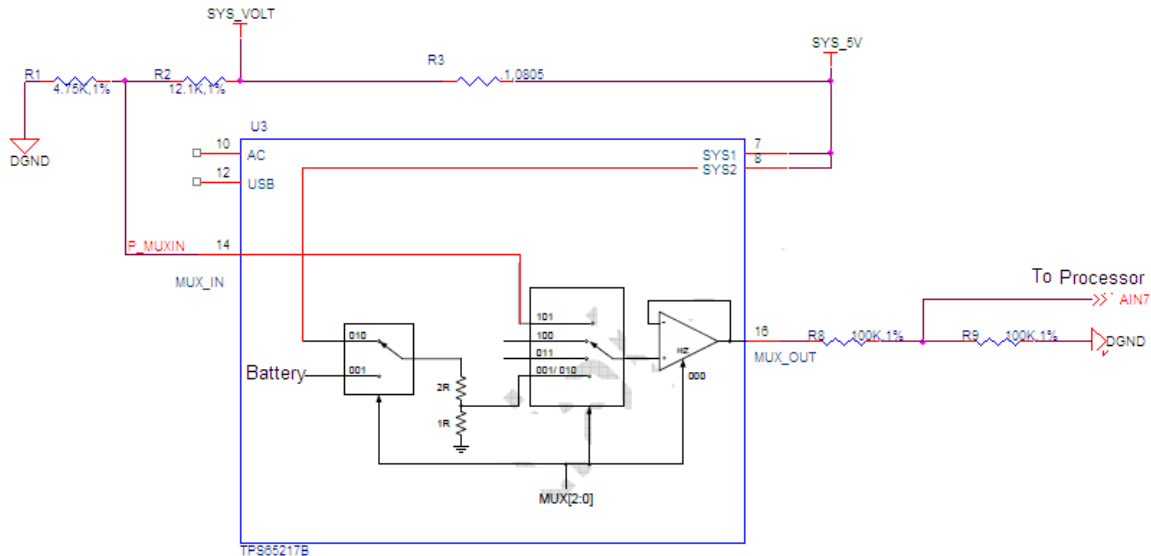 SYS_VOLT
SYS_5V
R1
4.75K,1%
R2
12.1K,1%
R3
.1,0805
DGND
U3
10
AC
12
USB
7
SYS1
8
SYS2
P_MUXIN
14
MUX_IN
101
100
011
001/ 010
010
001
Battery
2R
1R
-
+
HZ
000
16
MUX_OUT
R8
100K,1%
R9
100K,1%
To Processor
AIN7
DGND
MUX[2:0]
TPS65217B